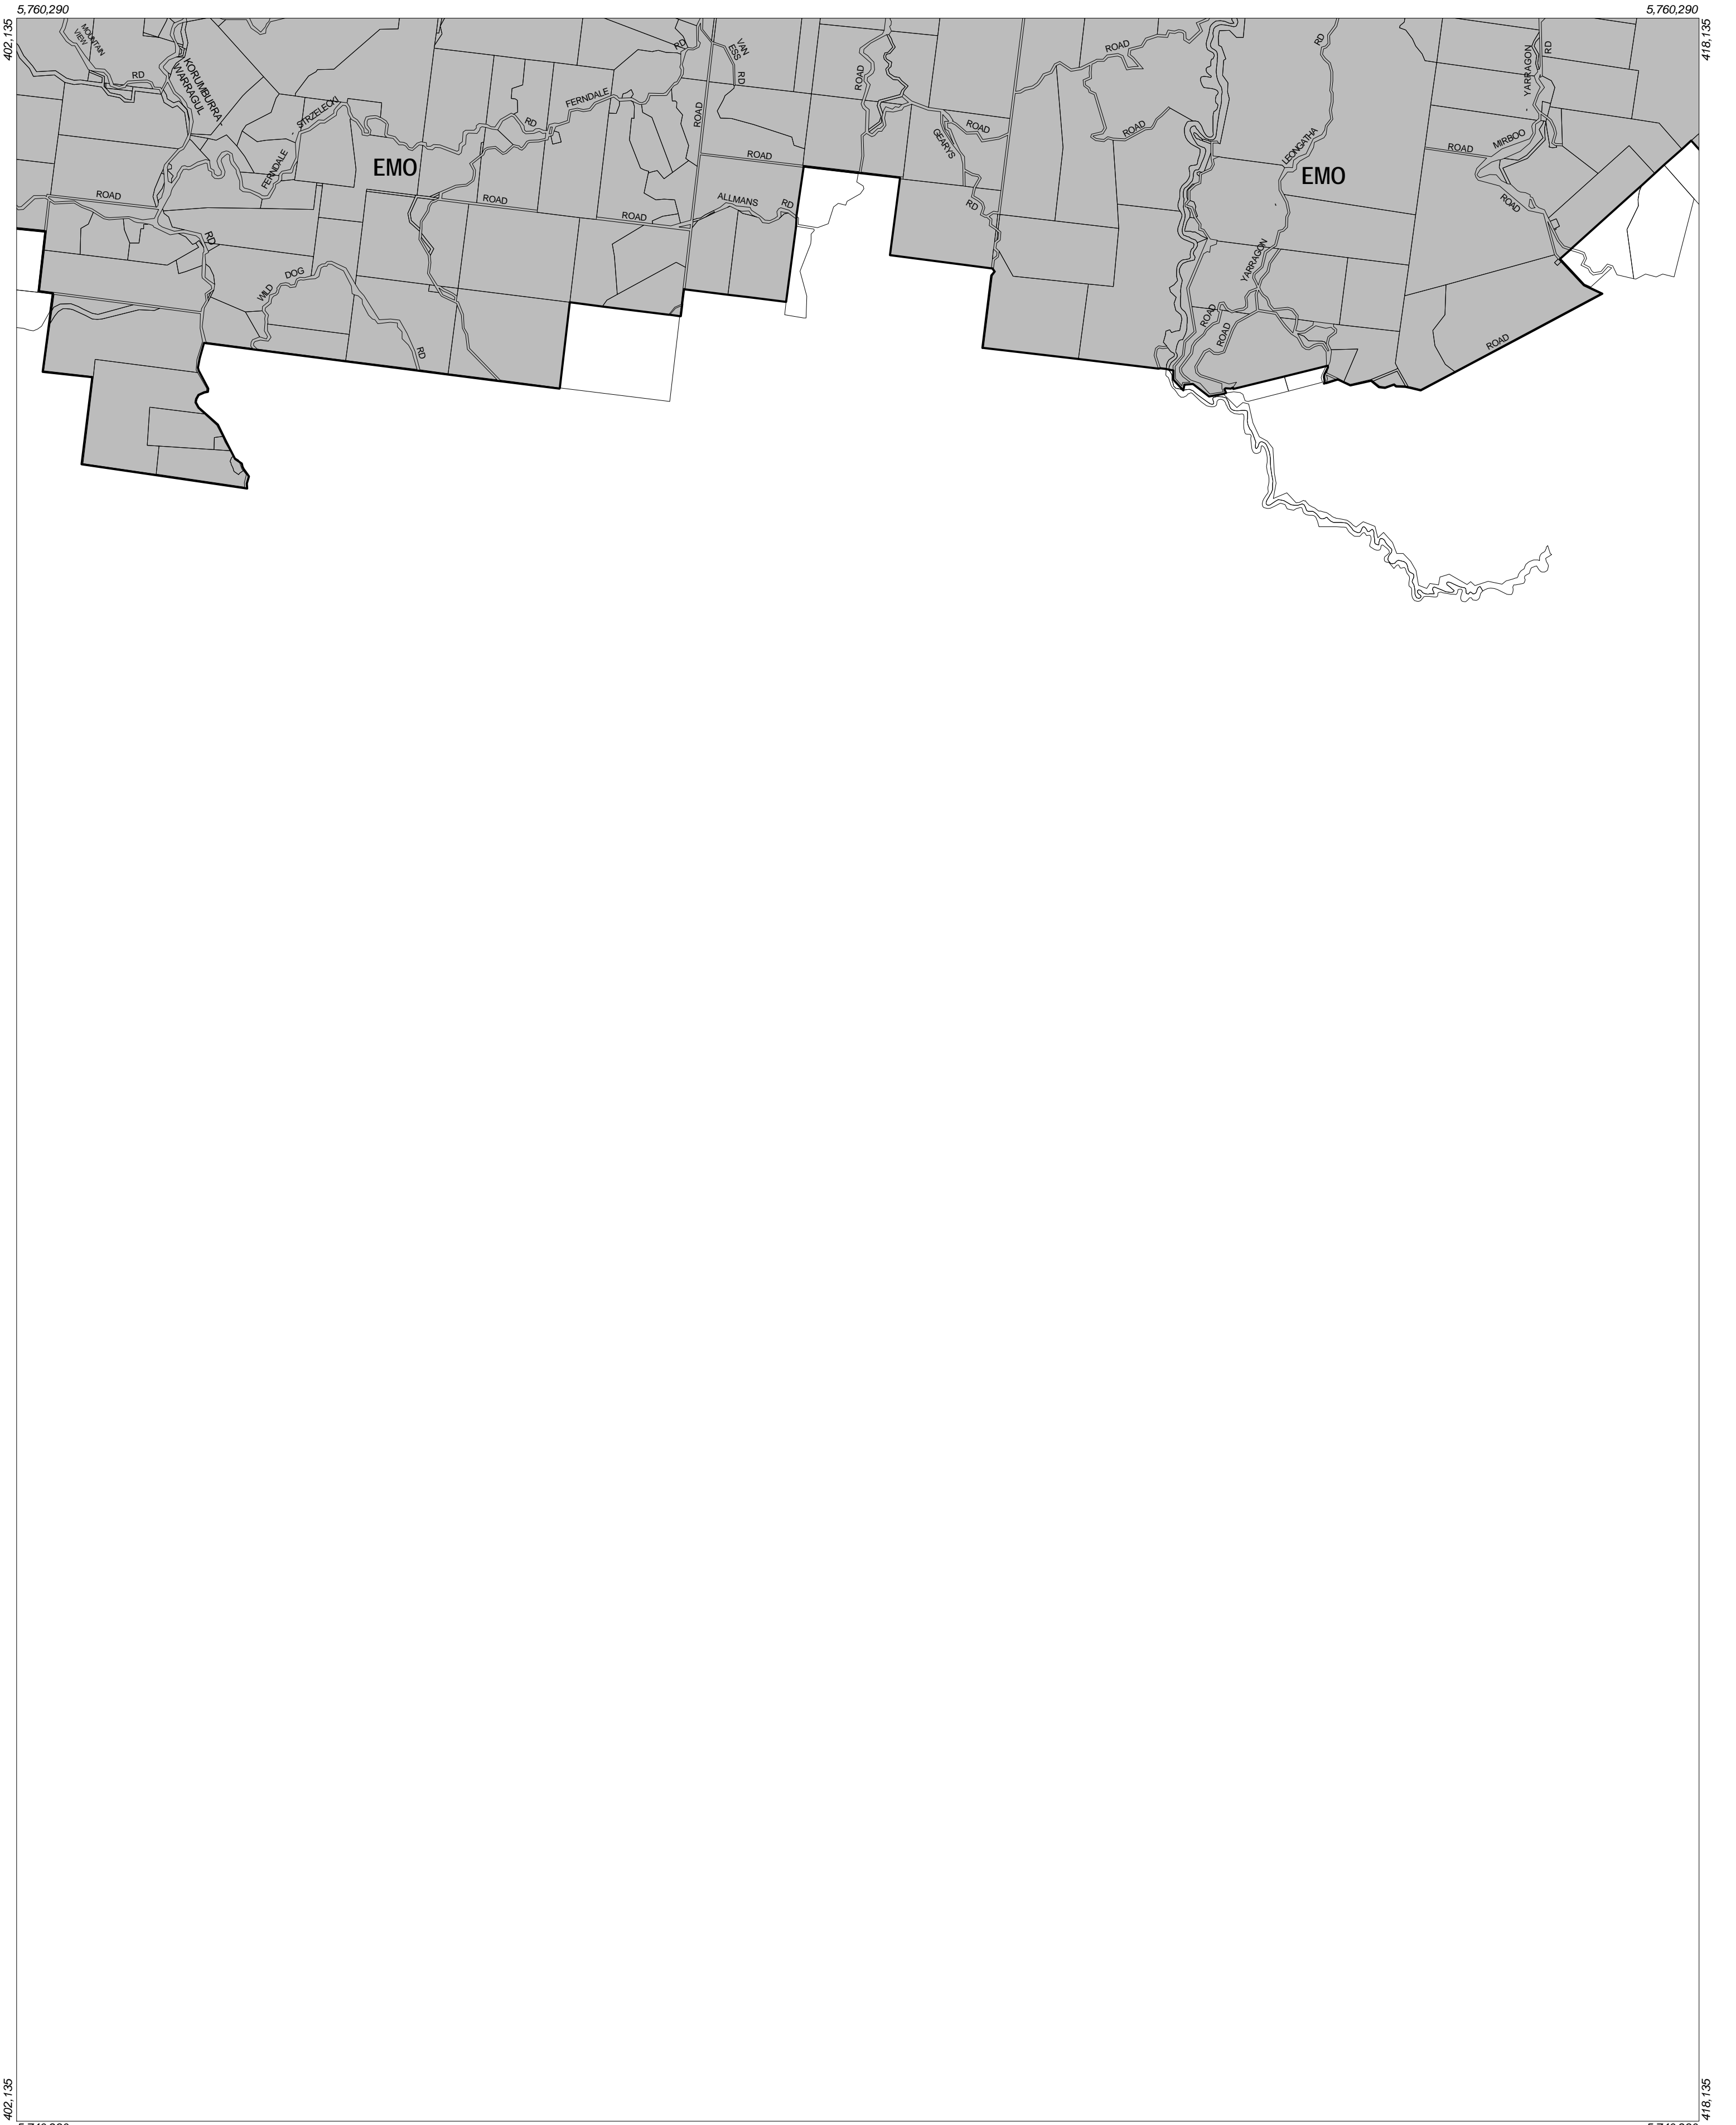 5,760,290
5,760,290
402,135
418,135
MOUNTAIN
VIEW
RD
KORUMBURRA -
WARRAGUL
RD
STRZELECKI
-
FERNDALE
FERNDALE
RD
RD
VAN
ESS
RD
ROAD
ROAD
ROAD
ROAD
ROAD
ALLMANS
RD
EMO
WILD
DOG
RD
ROAD
GEARYS
RD
ROAD
ROAD
ROAD
RD
LEONGATHA
-
YARRAGON
EMO
ROAD
ROAD
YARRAGON
-
RD
MIRBOO
ROAD
ROAD
ROAD
402,135
418,135